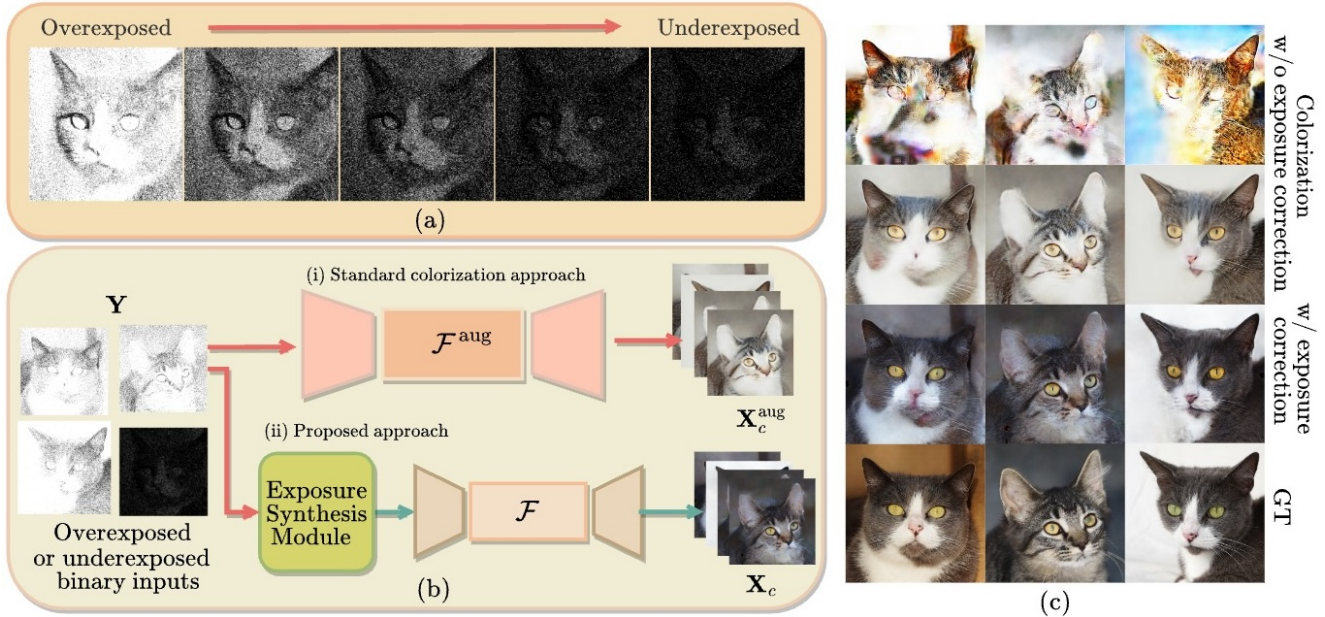 Overexposed
Underexposed
(a)
(i) Standard colorization approach
Y
F^aug
X_c^aug
(ii) Proposed approach
Exposure
Synthesis
Module
F
X_c
Overexposed
or underexposed
binary inputs
(b)
Colorization
w/o exposure correction
w/ exposure
correction
GT
(c)